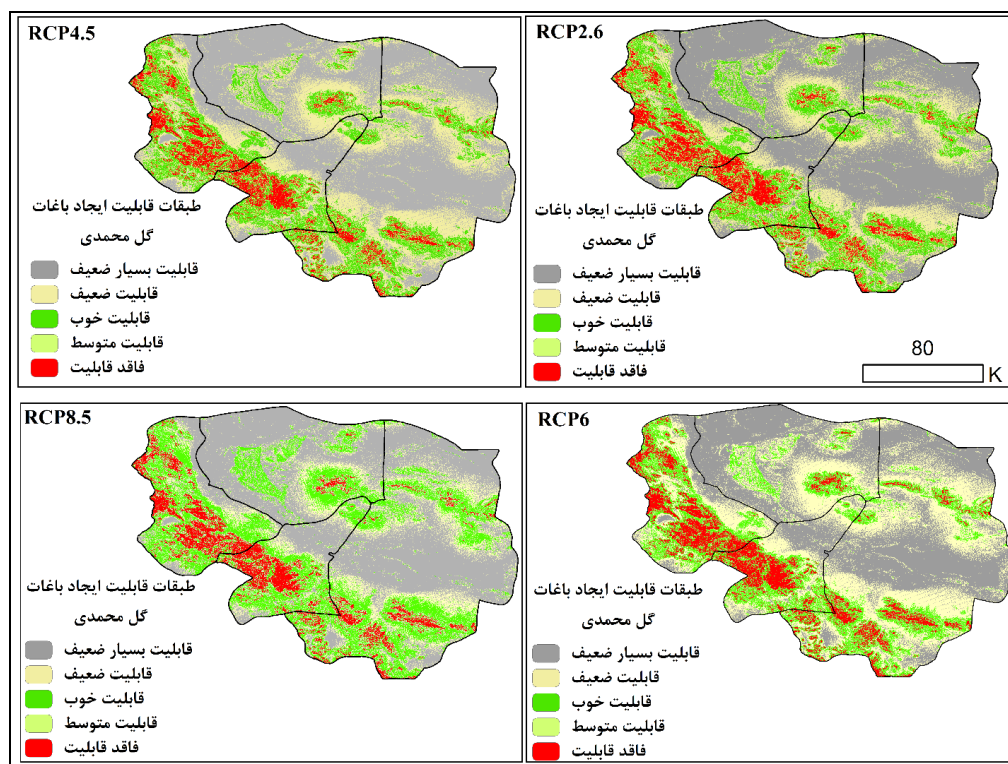 RCP4.5
طبقات قابلیت ایجاد باغات
گل محمدی
قابلیت بسیار ضعیف
قابلیت ضعیف
قابلیت خوب
قابلیت متوسط
فاقد قابلیت
RCP2.6
طبقات قابلیت ایجاد باغات
گل محمدی
قابلیت بسیار ضعیف
قابلیت ضعیف
قابلیت خوب
قابلیت متوسط
فاقد قابلیت
80
K
RCP8.5
طبقات قابلیت ایجاد باغات
گل محمدی
قابلیت بسیار ضعیف
قابلیت ضعیف
قابلیت خوب
قابلیت متوسط
فاقد قابلیت
RCP6
طبقات قابلیت ایجاد باغات
گل محمدی
قابلیت بسیار ضعیف
قابلیت ضعیف
قابلیت خوب
قابلیت متوسط
فاقد قابلیت